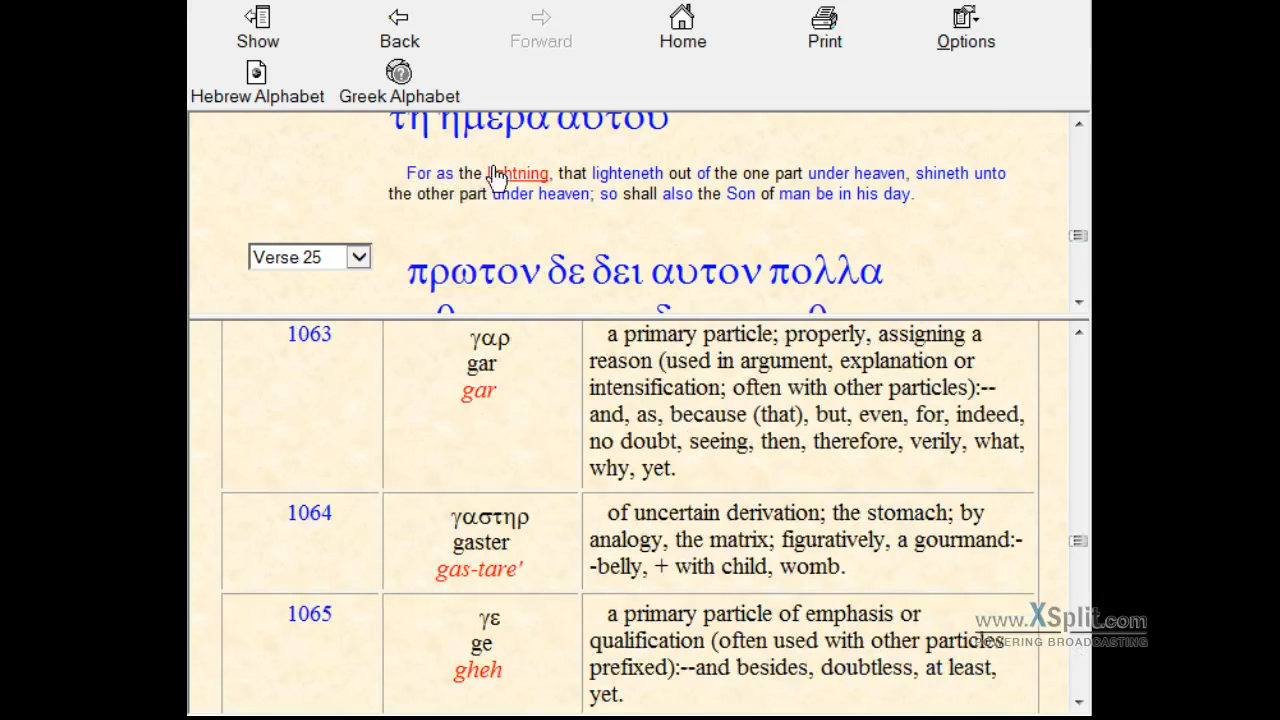 Show
Back
Forward
Home
Print
Options
Hebrew Alphabet
Greek Alphabet
τη ημερα αυτου
For as the lightning, that lighteneth out of the one part under heaven, shineth unto
the other part under heaven; so shall also the Son of man be in his day.
Verse 25
πρωτον δε δει αυτον πολλα
1063
γαρ
gar
gar
a primary particle; properly, assigning a
reason (used in argument, explanation or
intensification; often with other particles):--
and, as, because (that), but, even, for, indeed,
no doubt, seeing, then, therefore, verily, what,
why, yet.
1064
γαστηρ
gaster
gas-tare'
of uncertain derivation; the stomach; by
analogy, the matrix; figuratively, a gourmand:-
-belly, + with child, womb.
1065
γε
ge
gheh
a primary particle of emphasis or
qualification (often used with other particles
prefixed):--and besides, doubtless, at least,
yet.
www.XSplit.com
POWERING BROADCASTING